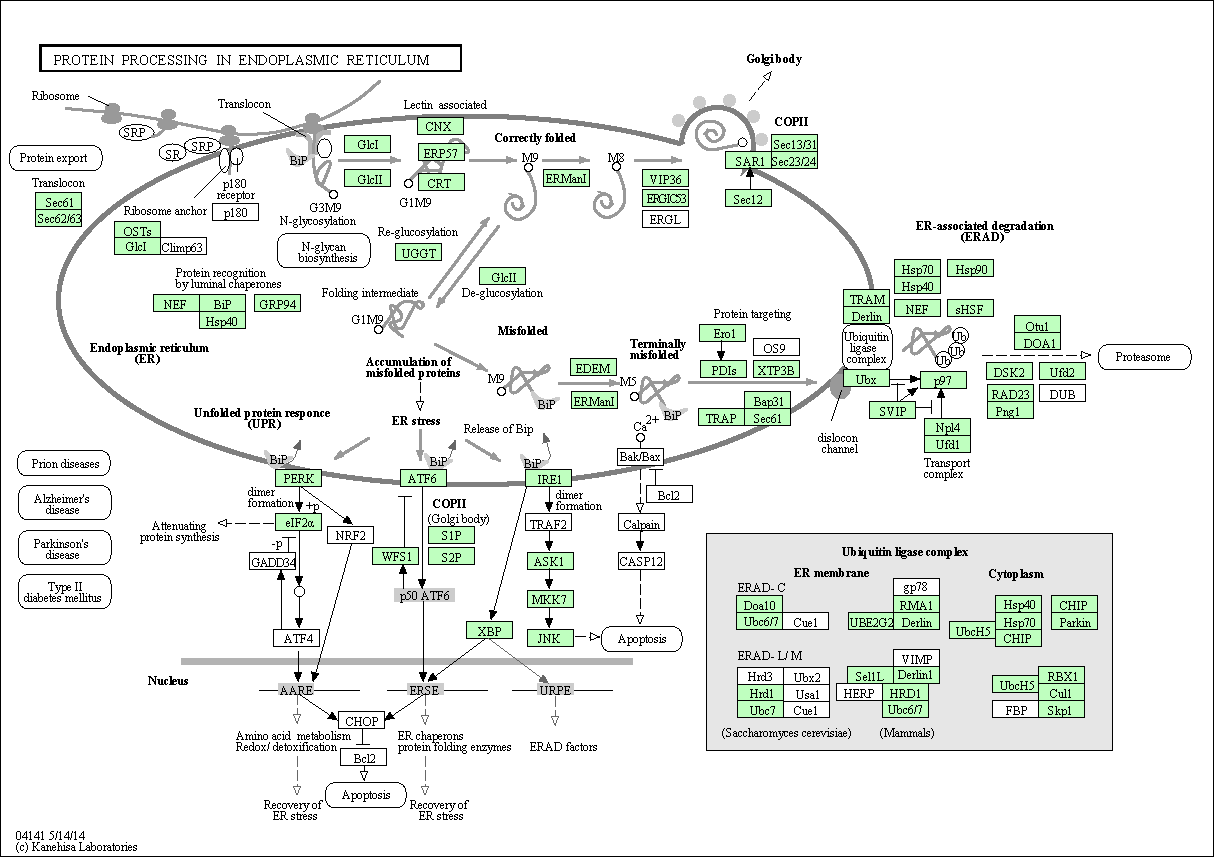 PROTEIN PROCESSING IN ENDOPLASMIC RETICULUM
Golgi body
Ribosome
Translocon
Lectin associated
SRP
SRP
SR
CNX
Correctly folded
COPII
GlcI
ERP57
M9
M8
Sec13/31
SAR1
Sec23/24
Protein export
BiP
p180
receptor
GlcII
CRT
ERManI
VIP36
ERGIC53
ERGL
Sec12
Translocon
Sec61
Sec62/63
Ribosome anchor
p180
G3M9
G1M9
N-glycosylation
OSTs
GlcI
Climp63
N-glycan
biosynthesis
Re-glucosylation
UGGT
ER-associated degradation
(ERAD)
Protein recognition
by luminal chaperones
NEF
BiP
GRP94
Hsp40
GlcII
De-glucosylation
Folding intermediate
G1M9
Hsp70
Hsp90
Hsp40
TRAM
Derlin
NEF
sHSF
Misfolded
Protein targeting
Ero1
OS9
Terminally
misfolded
Ubiquitin
ligase
complex
Ub
Ub
Ub
Otu1
DOA1
Proteasome
Endoplasmic reticulum
(ER)
Accumulation of
misfolded proteins
M9
EDEM
M5
PDIs
XTP3B
Ubx
p97
DSK2
Ufd2
ERManI
BiP
BiP
Bap31
TRAP
Sec61
SVIP
RAD23
DUB
Png1
Unfolded protein responce
(UPR)
ER stress
Release of Bip
Ca2+
dislocon
channel
Npl4
Ufd1
Transport
complex
BiP
BiP
BiP
Bak/Bax
Prion diseases
PERK
ATF6
IRE1
Bcl2
Alzheimer's
disease
dimer
formation
+p
COPII
(Golgi body)
dimer
formation
Attenuating
protein synthesis
eIF2α
NRF2
S1P
TRAF2
Calpain
Parkinson's
disease
-p
GADD34
WFS1
S2P
ASK1
CASP12
Type II
diabetes mellitus
p50 ATF6
MKK7
ATF4
XBP
JNK
Apoptosis
Nucleus
AARE
ERSE
URPE
CHOP
Amino acid metabolism
Redox/ detoxification
ER chaperons
protein folding enzymes
ERAD factors
Bcl2
Apoptosis
Recovery of
ER stress
Recovery of
ER stress
Ubiquitin ligase complex
ER membrane
Cytoplasm
ERAD- C
Doa10
Ubc6/7
Cue1
gp78
RMA1
UBE2G2
Derlin
Hsp40
Hsp70
UbcH5
CHIP
CHIP
Parkin
ERAD- L/ M
Hrd3
Ubx2
Hrd1
Usa1
Ubc7
Cue1
VIMP
Sel1L
Derlin1
HERP
HRD1
Ubc6/7
UbcH5
RBX1
Cul1
FBP
Skp1
(Saccharomyces cerevisiae)
(Mammals)
04141 5/14/14
(c) Kanehisa Laboratories